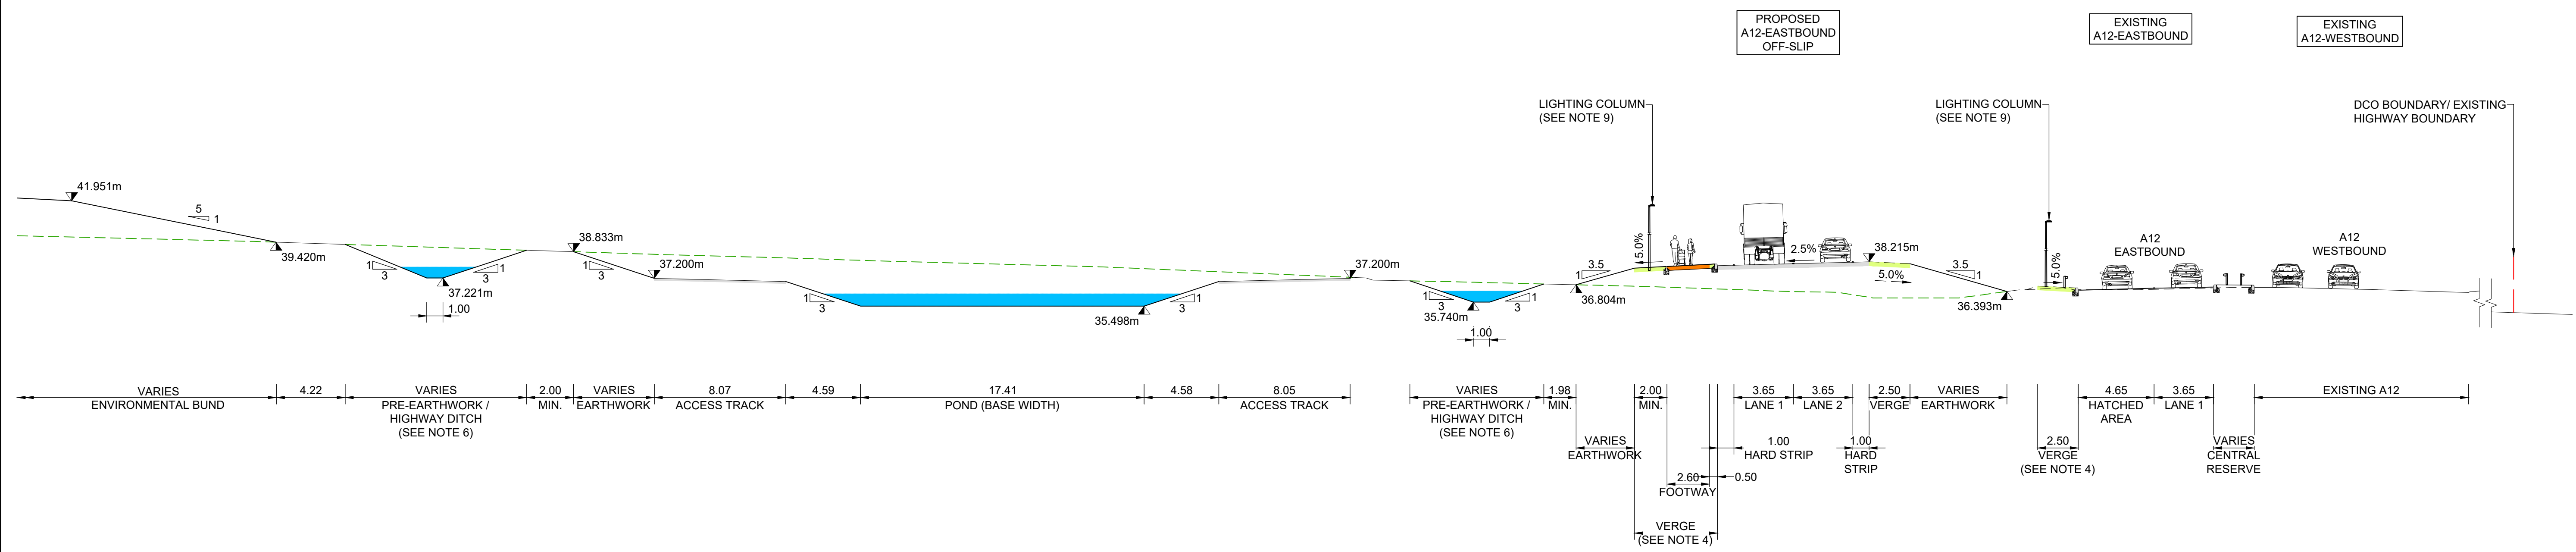 PROPOSED
A12-EASTBOUND
OFF-SLIP
EXISTING
A12-EASTBOUND
EXISTING
A12-WESTBOUND
LIGHTING COLUMN
(SEE NOTE 9)
LIGHTING COLUMN
(SEE NOTE 9)
DCO BOUNDARY/ EXISTING
HIGHWAY BOUNDARY
41.951m
5
1
39.420m
1
3
3
1
37.221m
1.00
38.833m
1
3
37.200m
1
3
35.498m
3
1
37.200m
1
3
35.740m
3
1
1.00
3.5
1
36.804m
5.0%
2.5%
38.215m
5.0%
3.5
1
36.393m
5.0%
A12
EASTBOUND
A12
WESTBOUND
VARIES
ENVIRONMENTAL BUND
4.22
VARIES
PRE-EARTHWORK /
HIGHWAY DITCH
(SEE NOTE 6)
2.00
MIN.
VARIES
EARTHWORK
8.07
ACCESS TRACK
4.59
17.41
POND (BASE WIDTH)
4.58
8.05
ACCESS TRACK
VARIES
PRE-EARTHWORK /
HIGHWAY DITCH
(SEE NOTE 6)
1.98
MIN.
VARIES
EARTHWORK
2.00
MIN.
2.60
FOOTWAY
0.50
VERGE
(SEE NOTE 4)
1.00
HARD STRIP
3.65
LANE 1
3.65
LANE 2
1.00
HARD
STRIP
2.50
VERGE
VARIES
EARTHWORK
2.50
VERGE
(SEE NOTE 4)
4.65
HATCHED
AREA
3.65
LANE 1
VARIES
CENTRAL
RESERVE
EXISTING A12